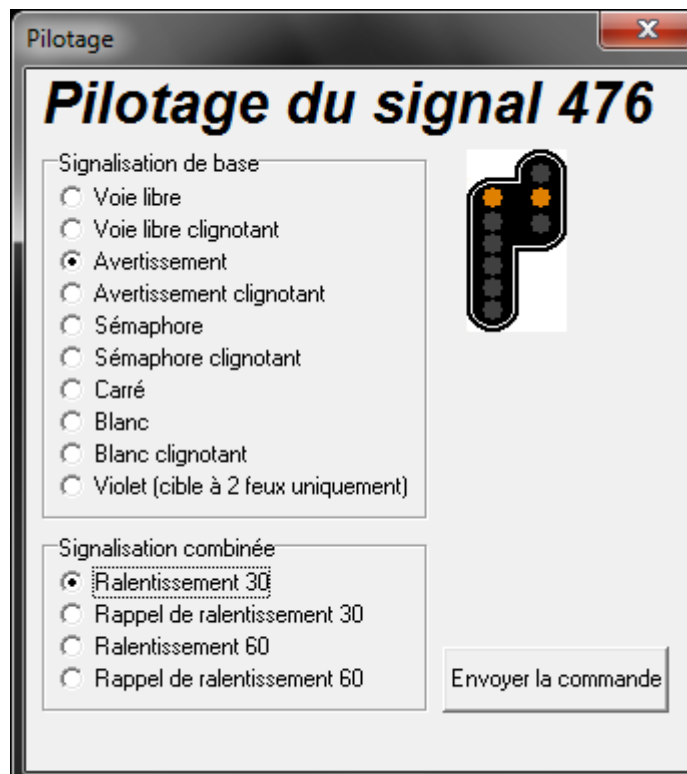 Pilotage
Pilotage du signal 476
Signalisation de base
Voie libre
Voie libre clignotant
Avertissement
Avertissement clignotant
Sémaphore
Sémaphore clignotant
Carré
Blanc
Blanc clignotant
Violet (cible à 2 feux uniquement)
Signalisation combinée
Ralentissement 30
Rappel de ralentissement 30
Ralentissement 60
Rappel de ralentissement 60
Envoyer la commande